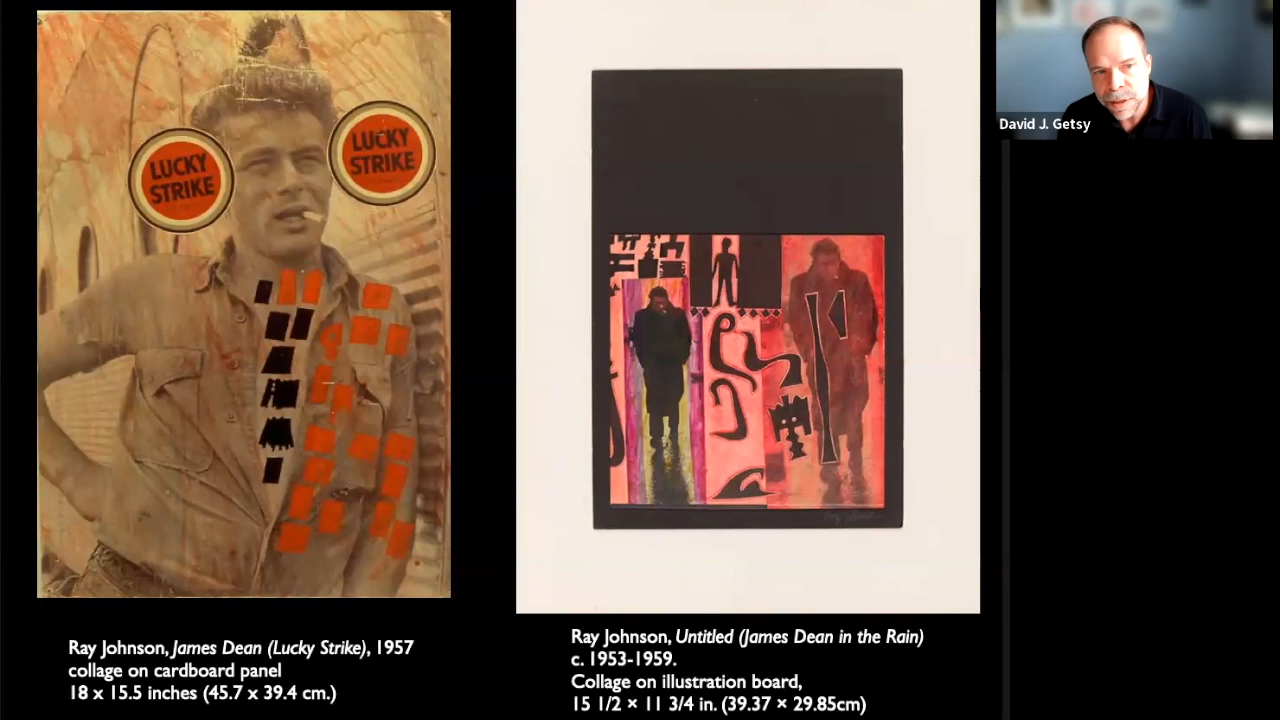 LUCKY
STRIKE
LUCKY
STRIKE
David J. Getsy
Ray Johnson, James Dean (Lucky Strike), 1957
collage on cardboard panel
18 x 15.5 inches (45.7 x 39.4 cm.)
Ray Johnson, Untitled (James Dean in the Rain)
c. 1953-1959.
Collage on illustration board,
15 1/2 × 11 3/4 in. (39.37 × 29.85cm)